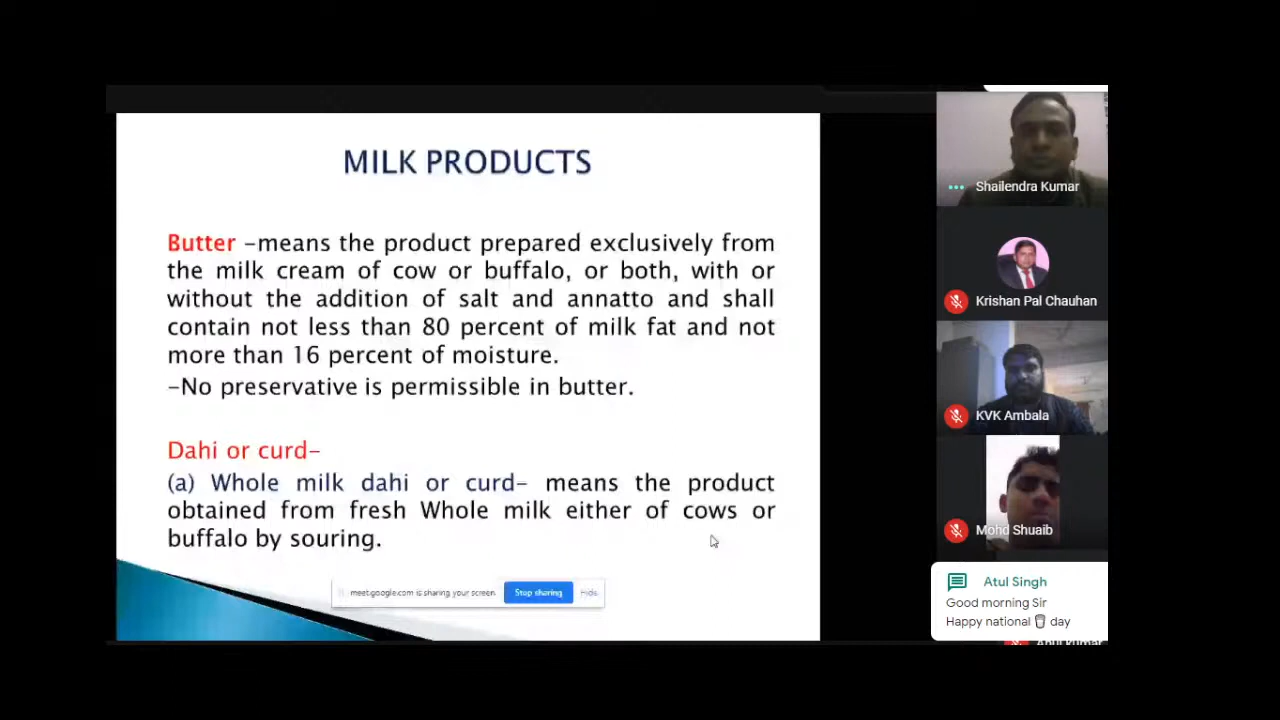 MILK PRODUCTS
Butter -means the product prepared exclusively from
the milk cream of cow or buffalo, or both, with or
without the addition of salt and annatto and shall
contain not less than 80 percent of milk fat and not
more than 16 percent of moisture.
-No preservative is permissible in butter.
Dahi or curd-
(a) Whole milk dahi or curd- means the product
obtained from fresh Whole milk either of cows or
buffalo by souring.
meet.google.com is sharing your screen. Stop sharing Hide
Shailendra Kumar
Krishan Pal Chauhan
KVK Ambala
Mohd Shuaib
Atul Singh
Good morning Sir
Happy national 🥛 day